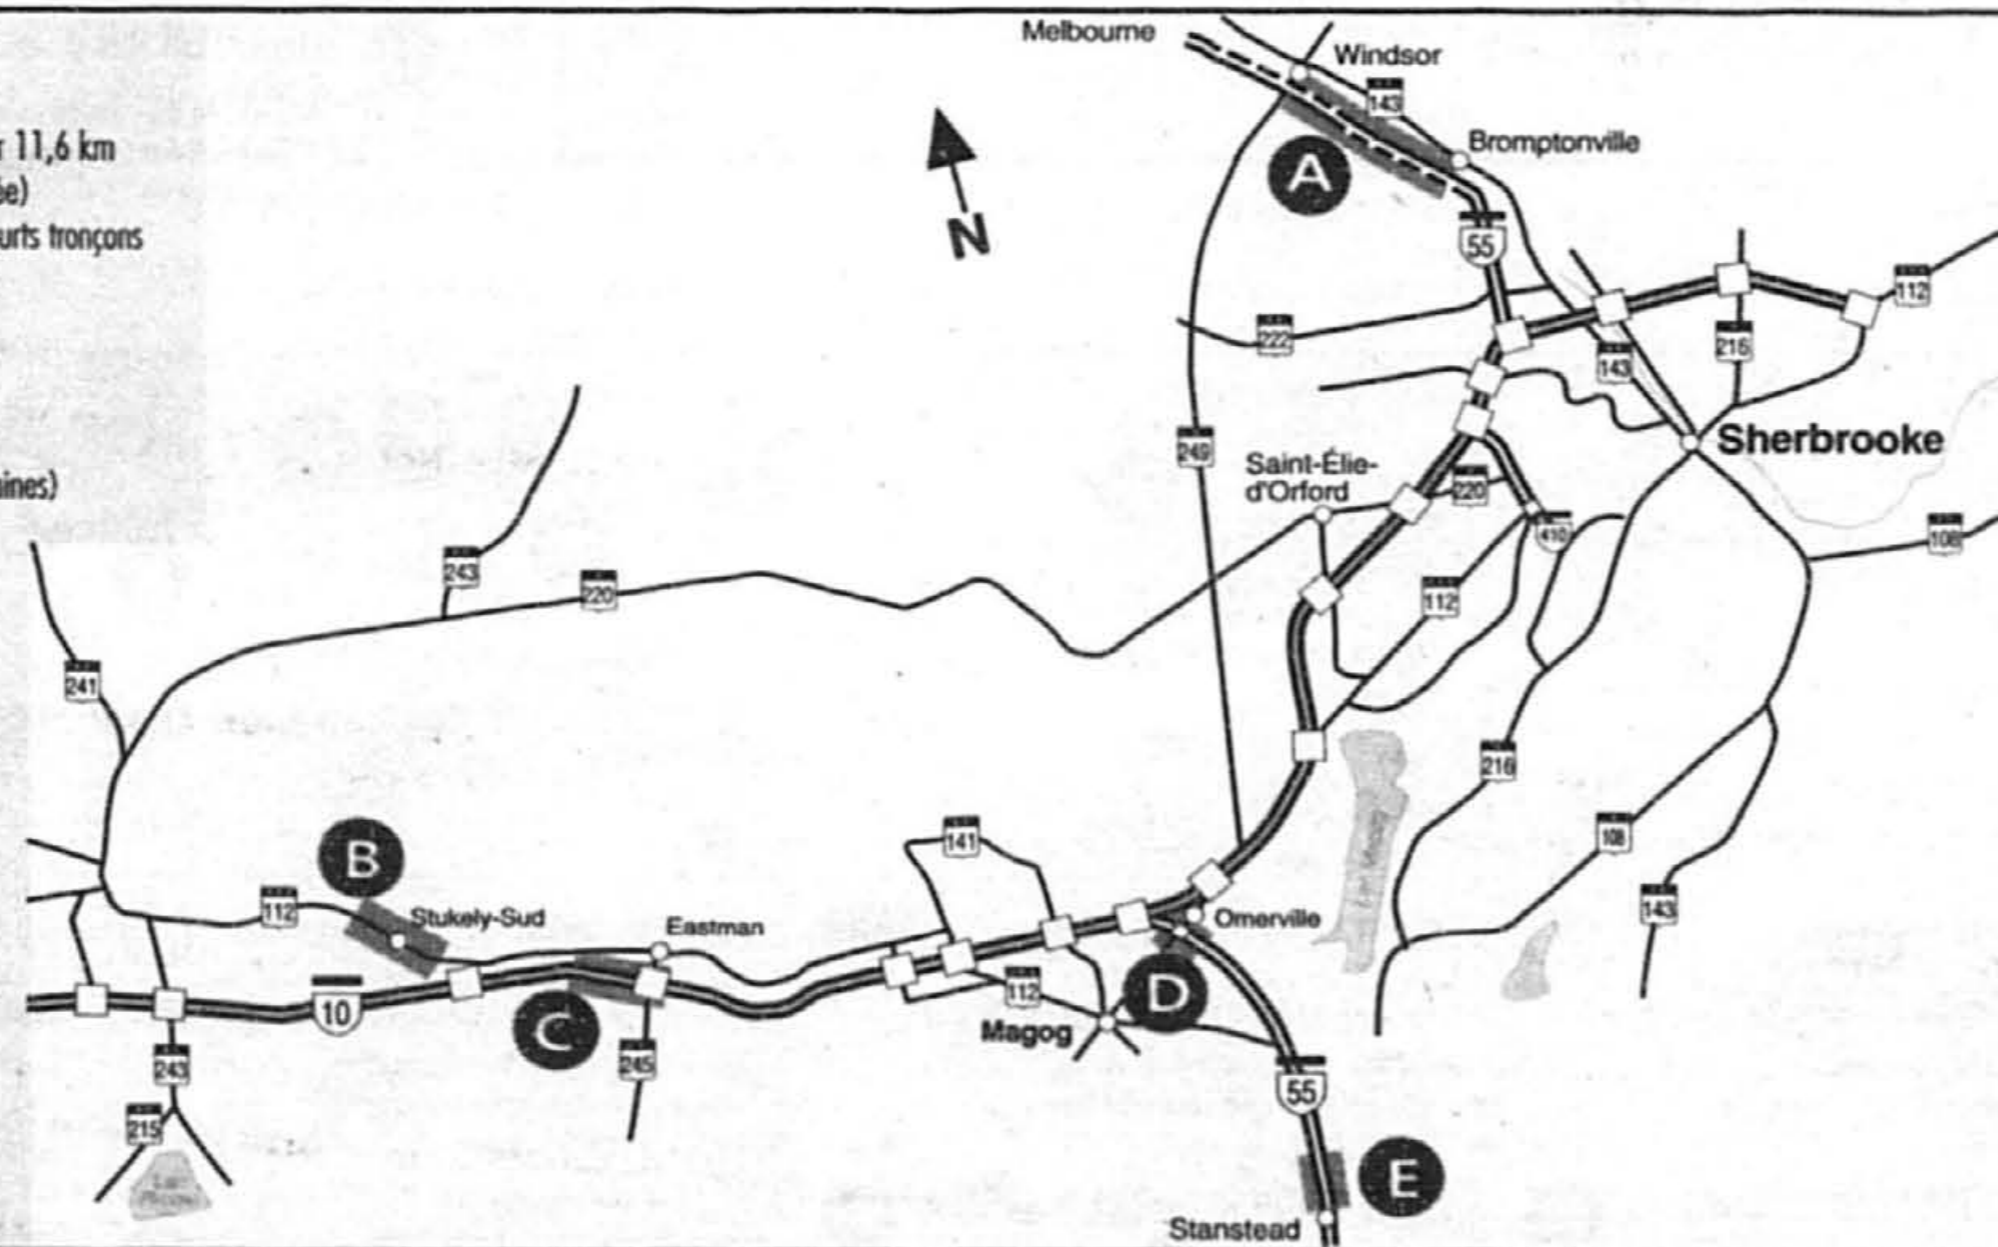 Melbourne
Windsor
143
r 11,6 km
ée)
urts tronçons
Bromptonville
A
N
55
112
222
143
216
249
Sherbrooke
Saint-Élie-
d'Orford
220
410
108
ines)
243
220
112
241
216
141
108
B
112
Stukely-Sud
Eastman
Omerville
143
10
C
112
D
Magog
243
245
55
215
E
Lac
Stanstead